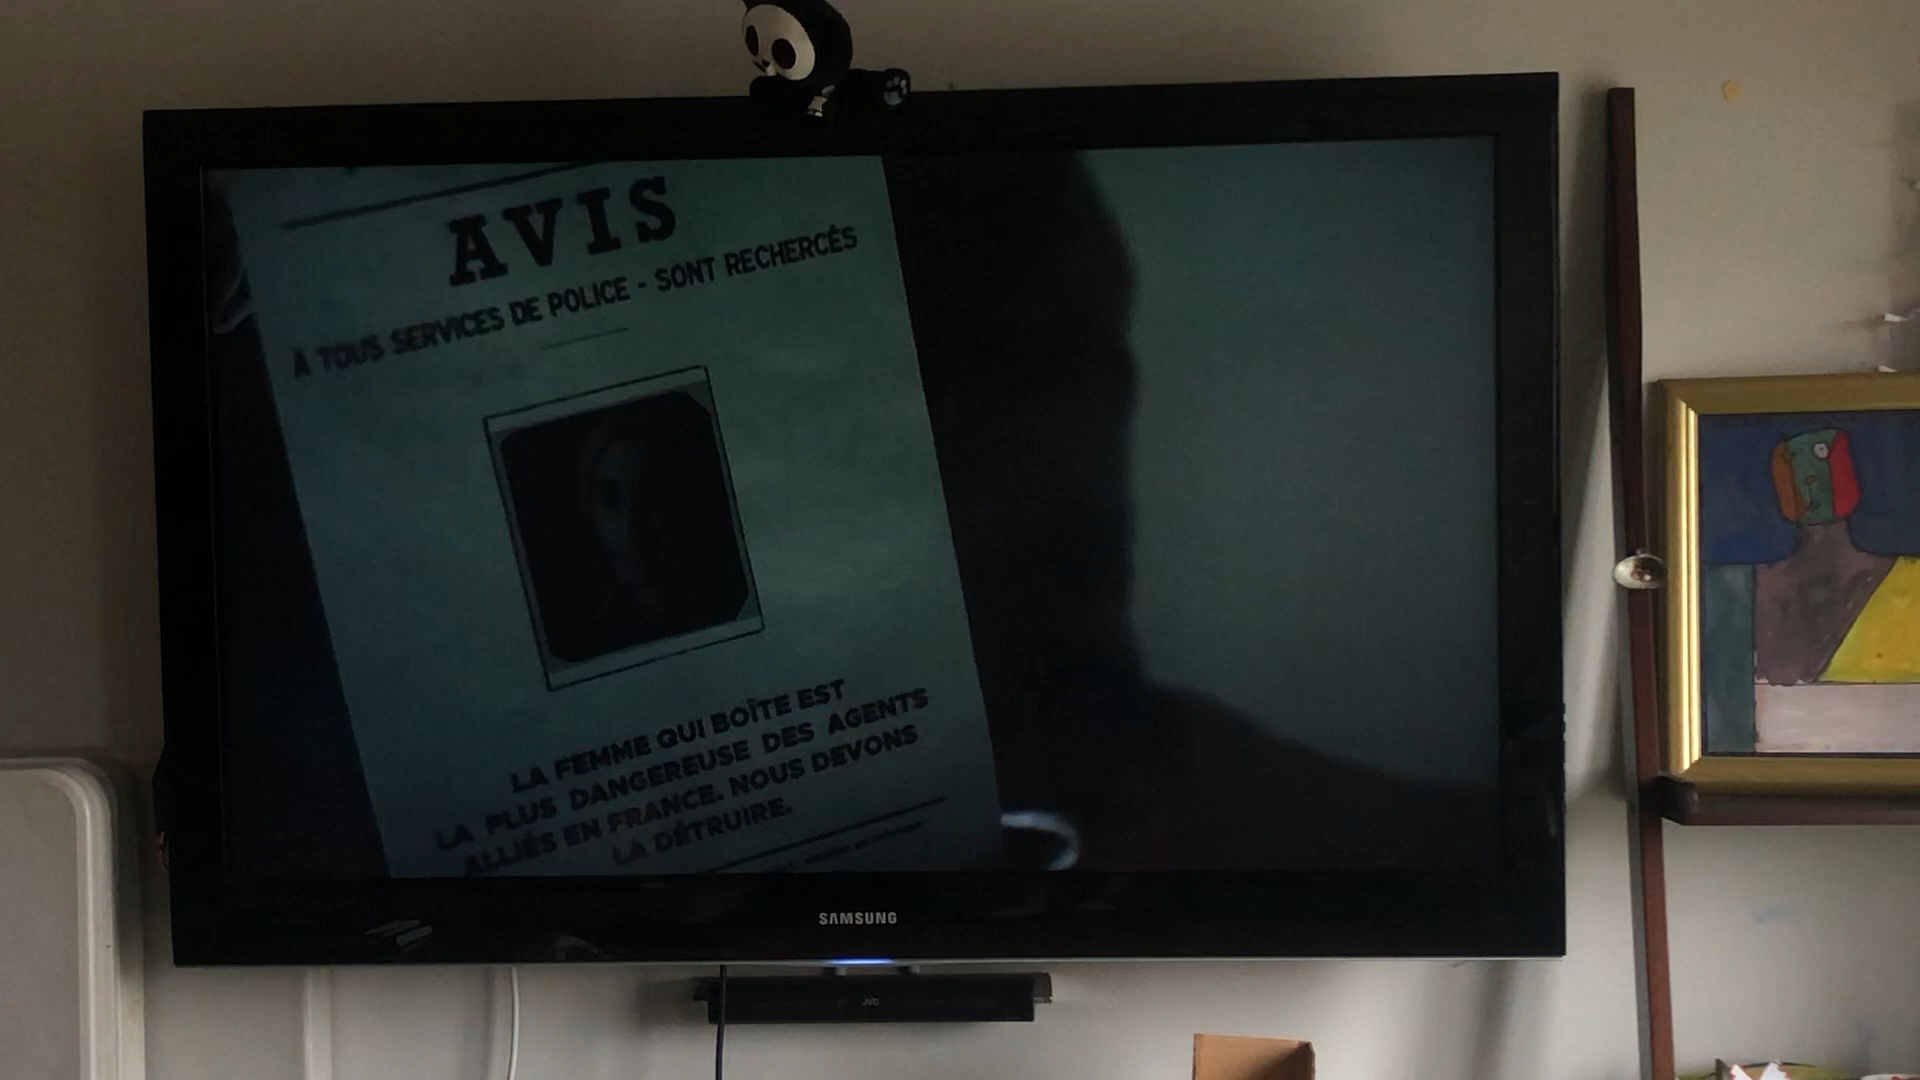 AVIS
À TOUS SERVICES DE POLICE - SONT RECHERCÉS
LA FEMME QUI BOÎTE EST
LA PLUS DANGEREUSE DES AGENTS
ALLIÉS EN FRANCE. NOUS DEVONS
LA DÉTRUIRE.
SAMSUNG
JVC